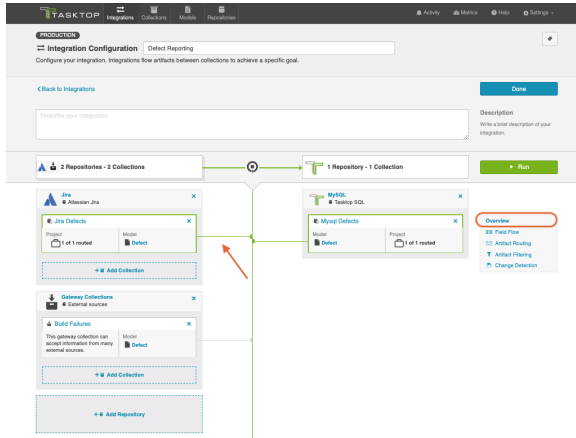 TASKTOP
Integrations
Collections
Models
Repositories
Activity
Metrics
Help
Settings
PRODUCTION
Integration Configuration
Defect Reporting
Configure your integration. Integrations flow artifacts between collections to achieve a specific goal.
Back to Integrations
Done
Describe your integration
Description
Write a brief description of your
integration.
2 Repositories - 2 Collections
1 Repository - 1 Collection
Run
Jira
Atlassian Jira
Jira Defects
Project
1 of 1 routed
Model
Defect
+ Add Collection
MySQL
Tasktop SQL
Mysql Defects
Model
Defect
Project
1 of 1 routed
Overview
Field Flow
Artifact Routing
Artifact Filtering
Change Detection
Gateway Collections
External sources
Build Failures
This gateway collection can
accept information from many
external sources.
Model
Defect
+ Add Collection
+ Add Repository